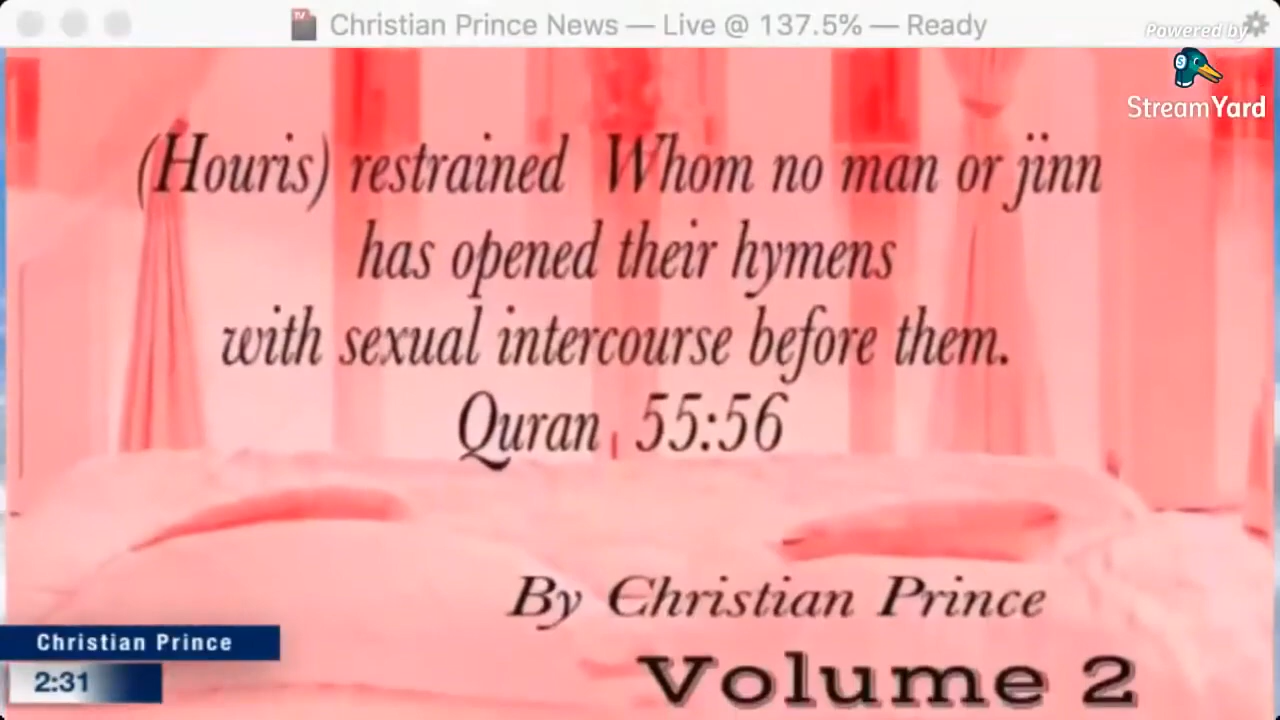 Christian Prince News — Live @ 137.5% — Ready
Powered by
StreamYard
(Houris) restrained Whom no man or jinn
has opened their hymens
with sexual intercourse before them.
Quran 55:56
By Christian Prince
Volume 2
Christian Prince
2:31